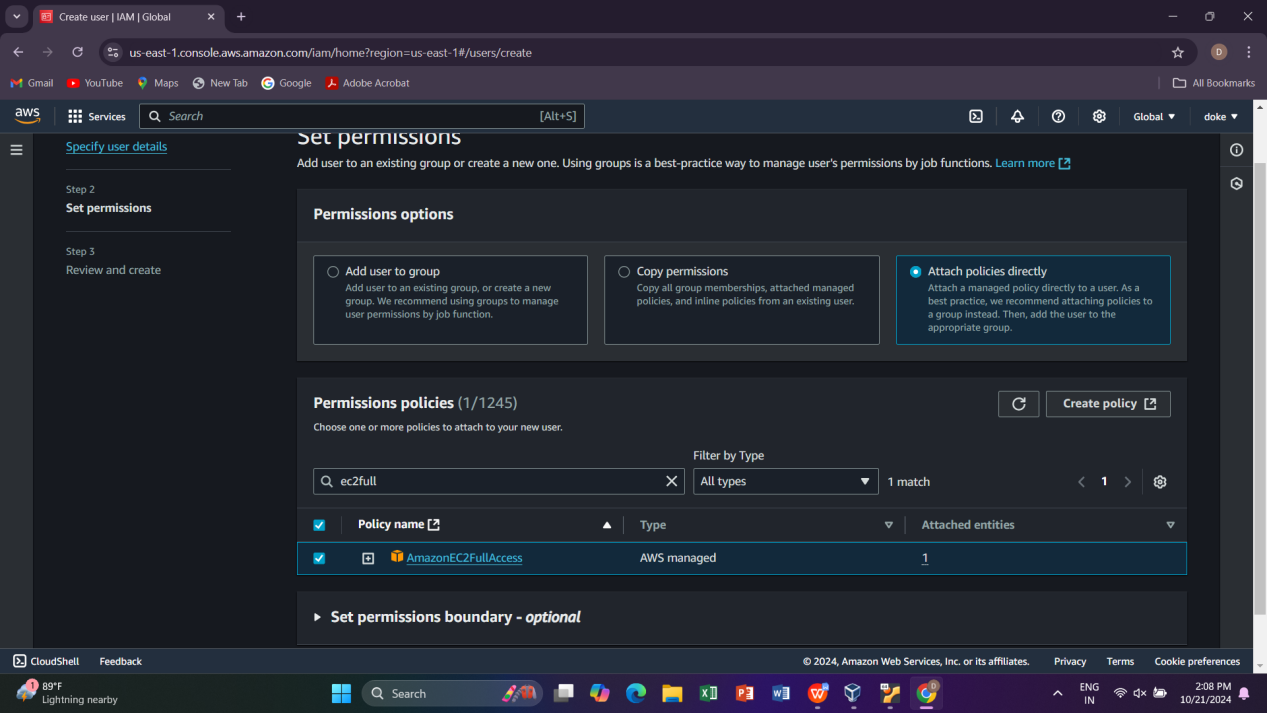 Create user | IAM | Global
us-east-1.console.aws.amazon.com/iam/home?region=us-east-1#/users/create
D
Gmail
YouTube
Maps
New Tab
Google
Adobe Acrobat
All Bookmarks
aws
Services
Search
[Alt+S]
Global
doke
Specify user details
Step 2
Set permissions
Step 3
Review and create
Set permissions
Add user to an existing group or create a new one. Using groups is a best-practice way to manage user's permissions by job functions. Learn more
Permissions options
Add user to group
Add user to an existing group, or create a new
group. We recommend using groups to manage
user permissions by job function.
Copy permissions
Copy all group memberships, attached managed
policies, and inline policies from an existing user.
Attach policies directly
Attach a managed policy directly to a user. As a
best practice, we recommend attaching policies to
a group instead. Then, add the user to the
appropriate group.
Permissions policies (1/1245)
Choose one or more policies to attach to your new user.
Create policy
Filter by Type
ec2full
All types
1 match
1
Policy name
Type
Attached entities
AmazonEC2FullAccess
AWS managed
1
Set permissions boundary - optional
CloudShell
Feedback
© 2024, Amazon Web Services, Inc. or its affiliates.
Privacy
Terms
Cookie preferences
1
89°F
Lightning nearby
Search
ENG
IN
2:08 PM
10/21/2024